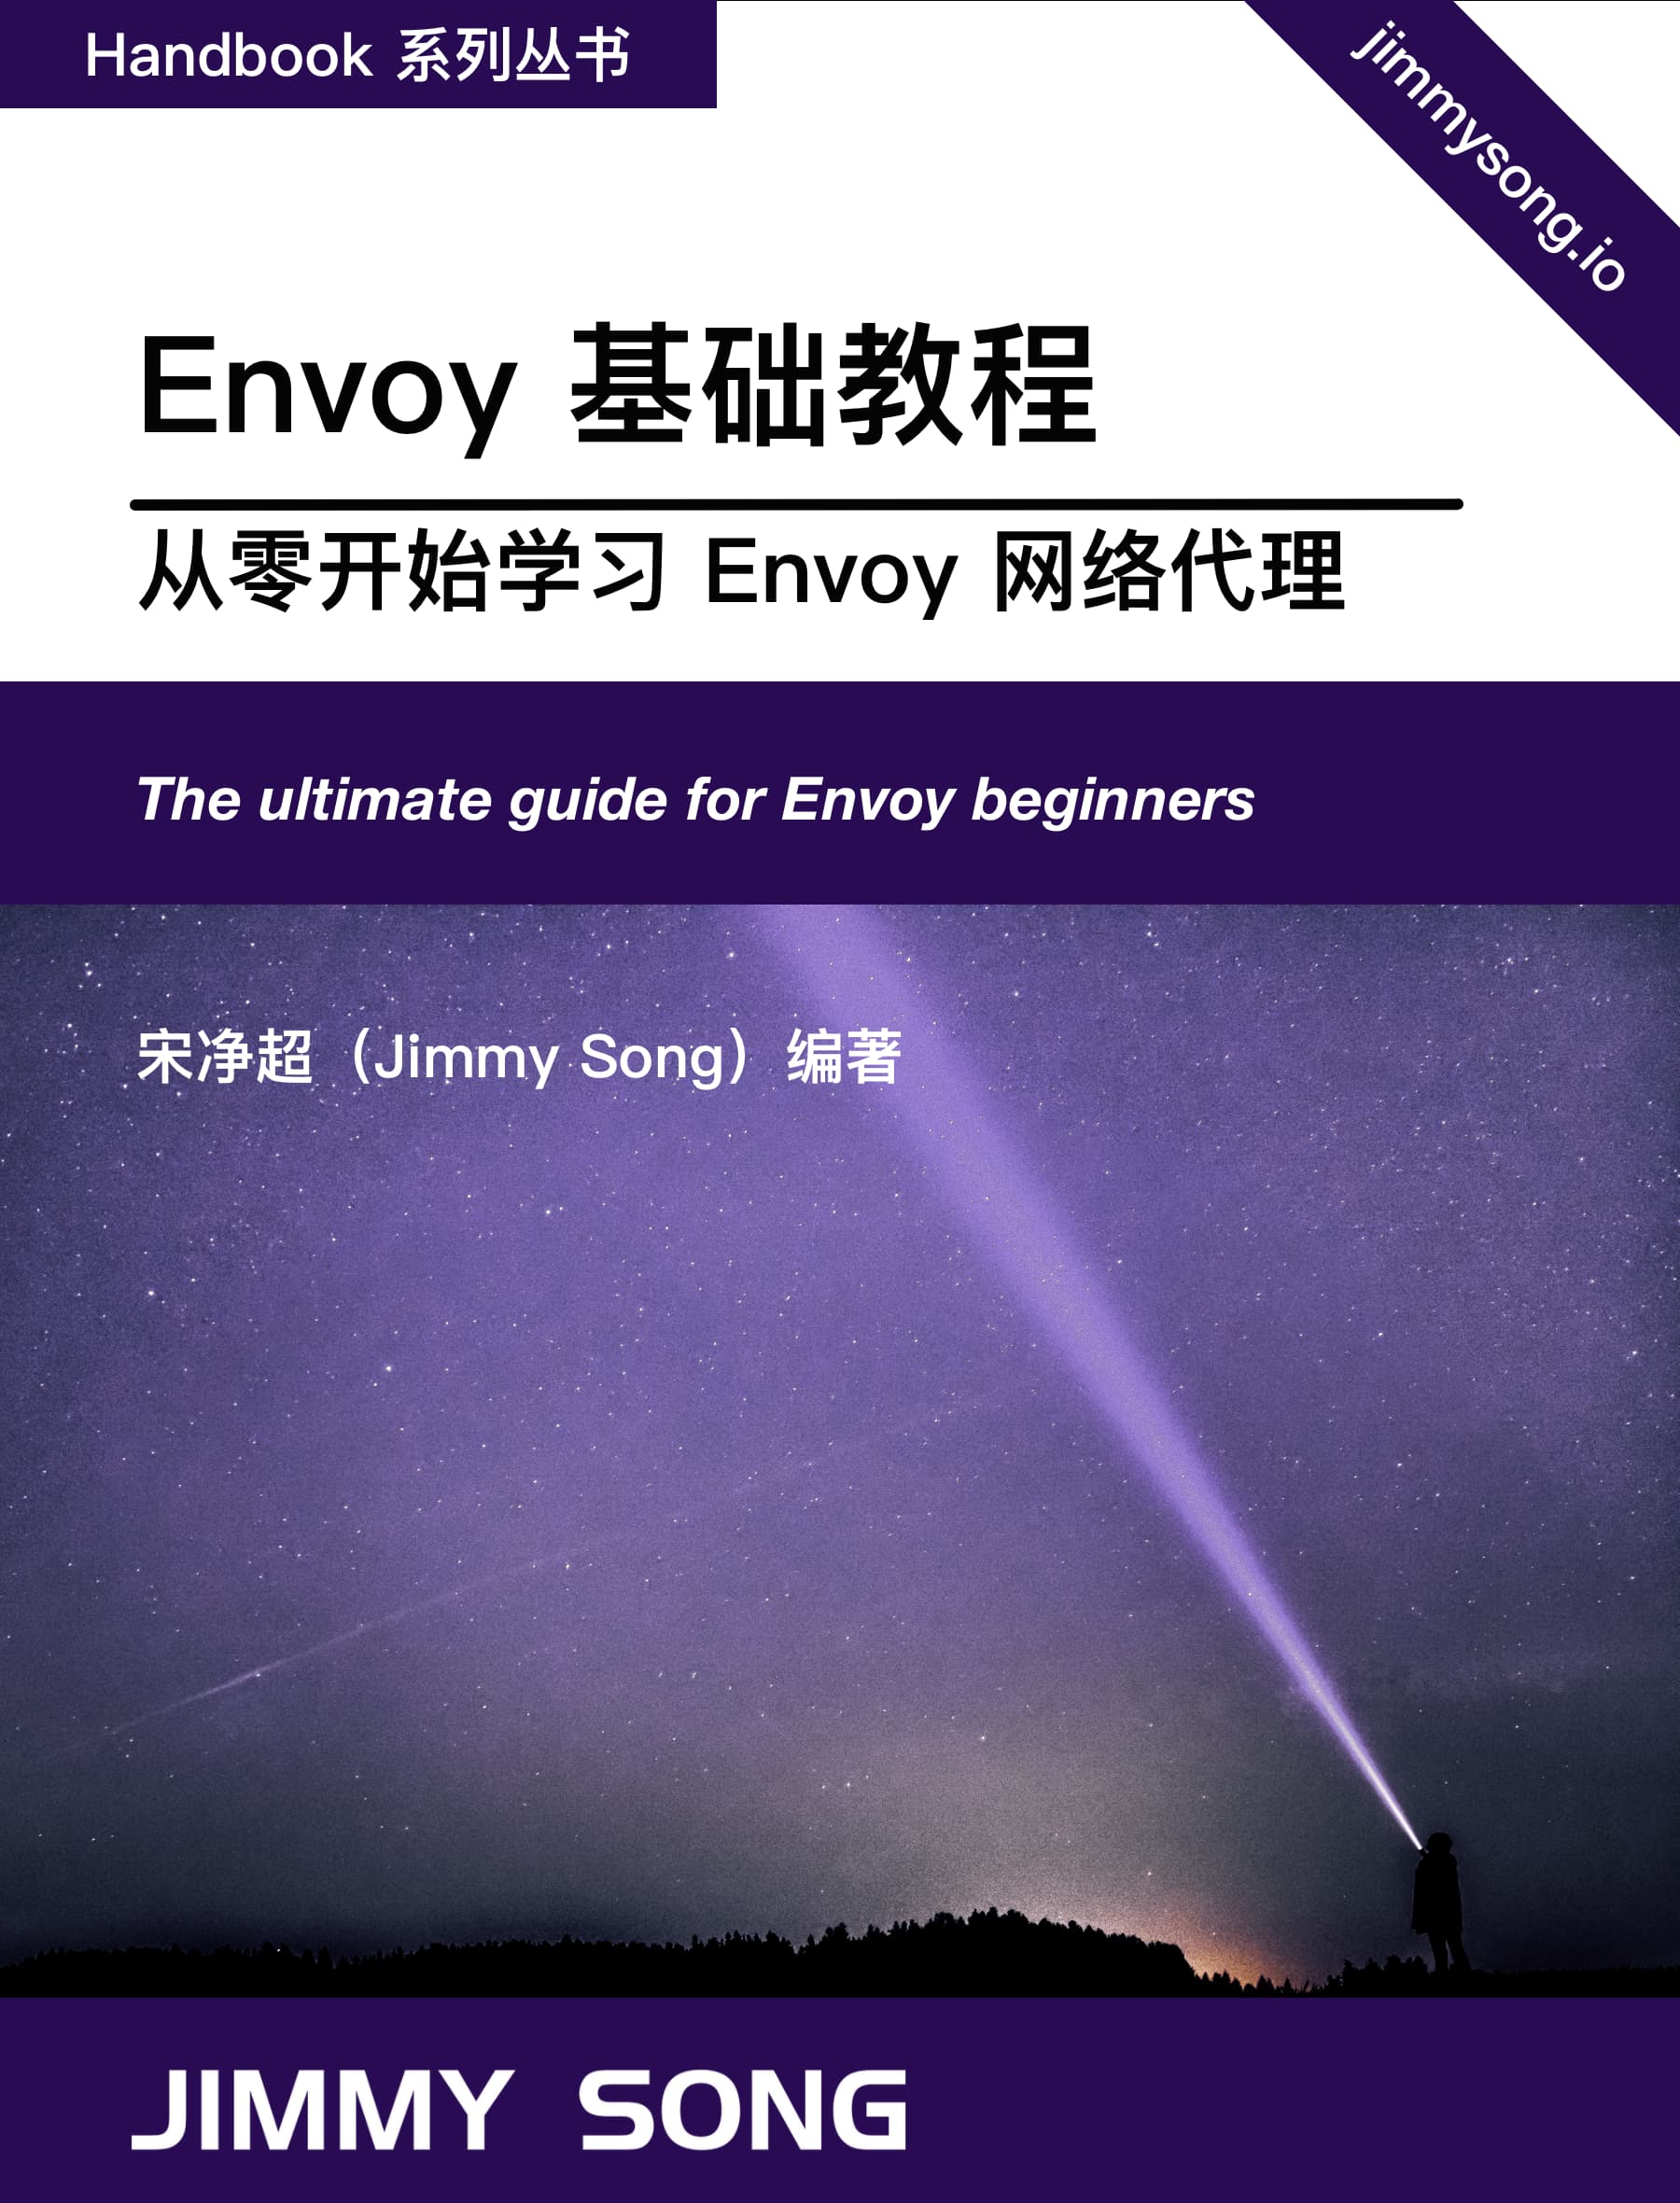 Handbook 系列丛书
jimmysong.io
Envoy 基础教程
从零开始学习 Envoy 网络代理
The ultimate guide for Envoy beginners
宋净超（Jimmy Song）编著
JIMMY SONG